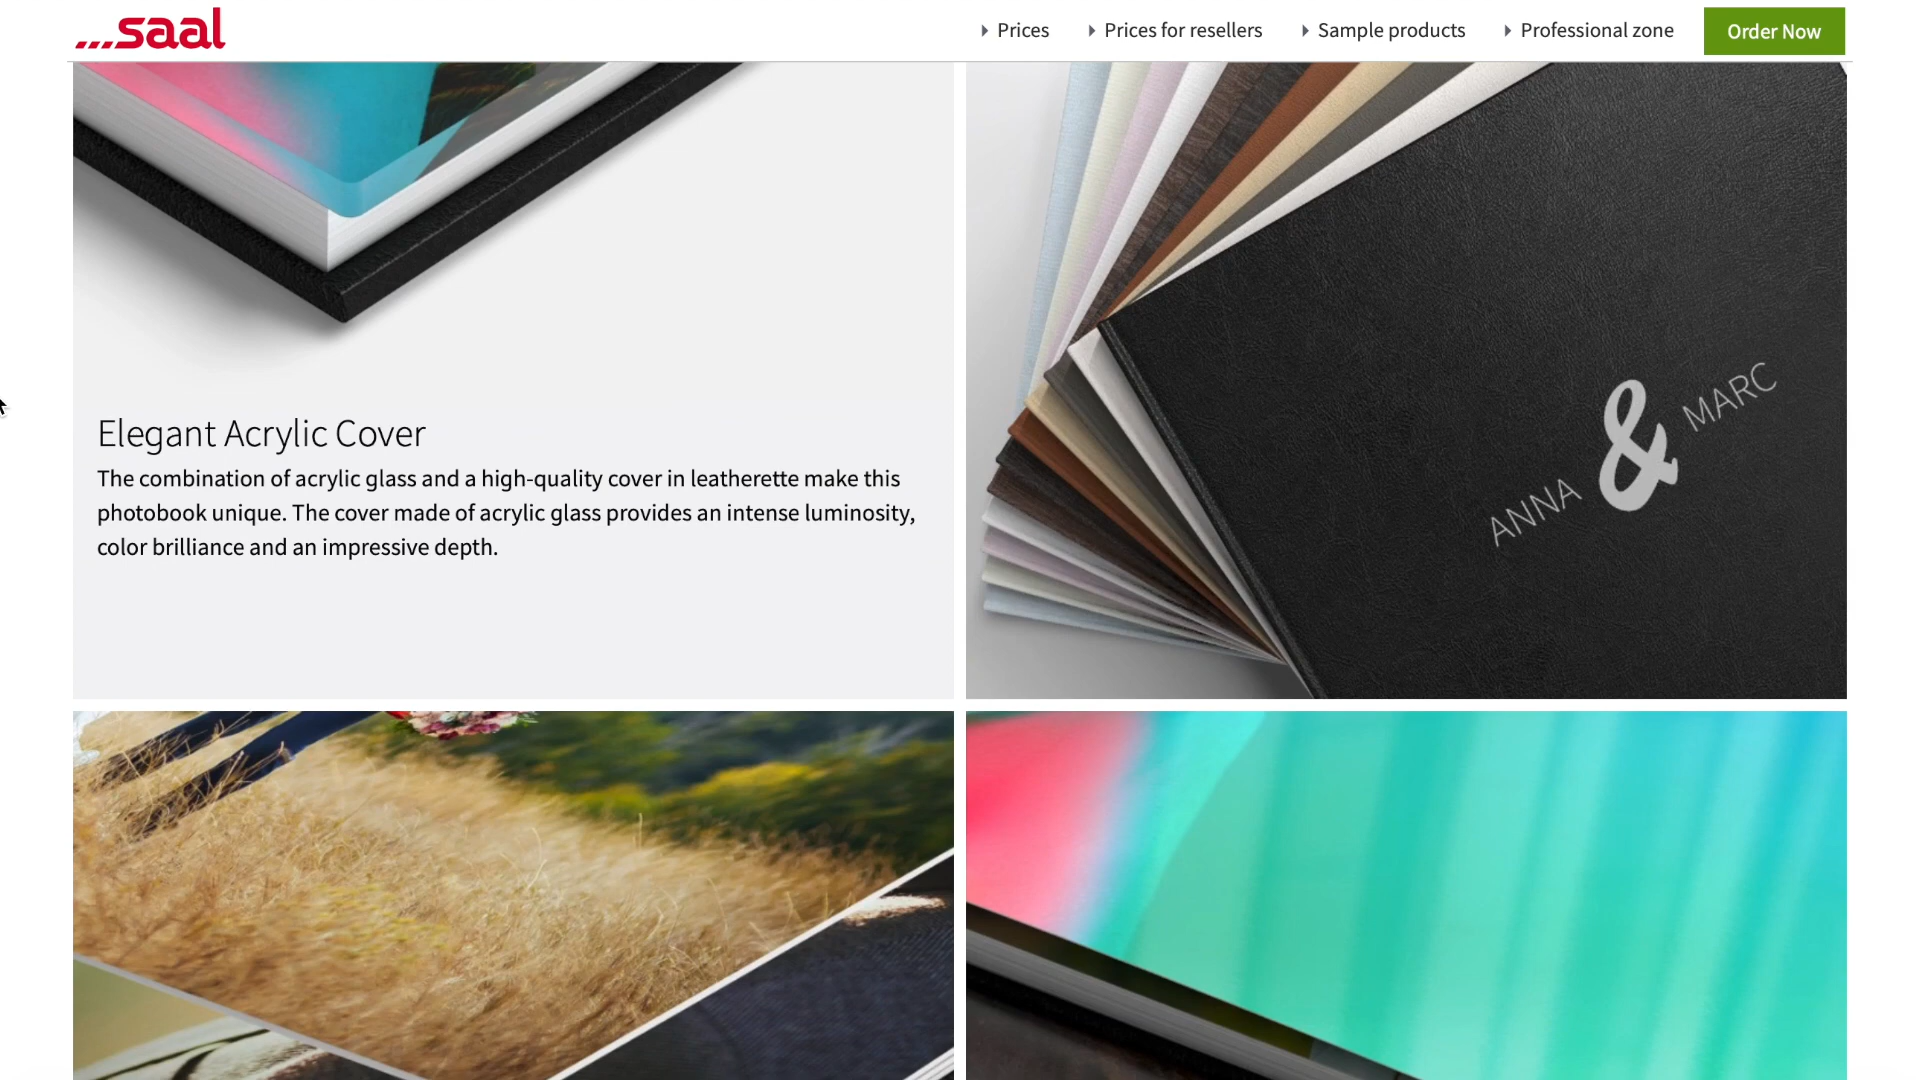 ...saal
Prices
Prices for resellers
Sample products
Professional zone
Order Now
Elegant Acrylic Cover
The combination of acrylic glass and a high-quality cover in leatherette make this
photobook unique. The cover made of acrylic glass provides an intense luminosity,
color brilliance and an impressive depth.
ANNA & MARC